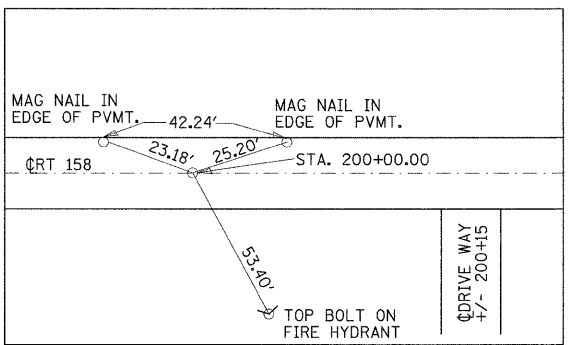 MAG NAIL IN
EDGE OF PVMT.
42.24'
MAG NAIL IN
EDGE OF PVMT.
23.18'
25.20'
STA. 200+00.00
℄RT 158
53.40'
℄DRIVE WAY
+/- 200+15
TOP BOLT ON
FIRE HYDRANT